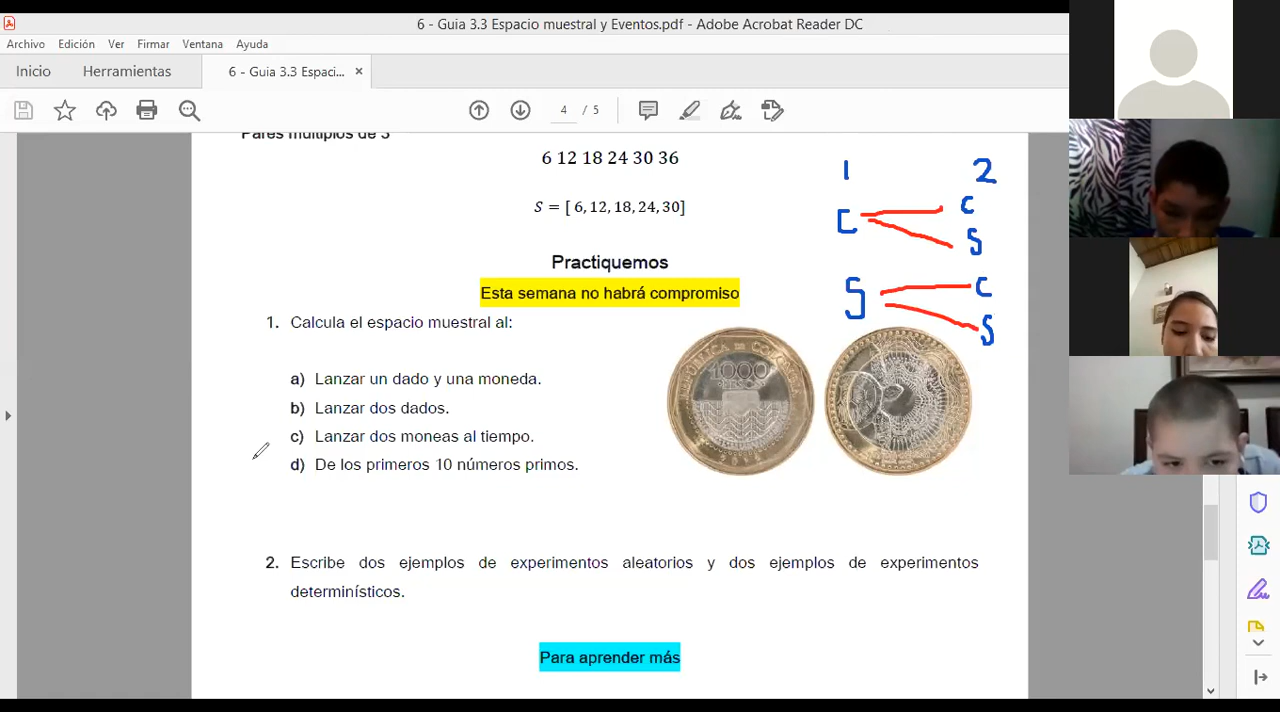 6 - Guia 3.3 Espacio muestral y Eventos.pdf - Adobe Acrobat Reader DC
Archivo Edición Ver Firmar Ventana Ayuda
Inicio Herramientas 6 - Guia 3.3 Espaci... ×
4 / 5
Pares múltiplos de 3
6 12 18 24 30 36
S = [ 6, 12, 18, 24, 30]
1 2
C C
S
S C
S
Practiquemos
Esta semana no habrá compromiso
1. Calcula el espacio muestral al:
a) Lanzar un dado y una moneda.
b) Lanzar dos dados.
c) Lanzar dos moneas al tiempo.
d) De los primeros 10 números primos.
REPÚBLICA DE COLOMBIA
1000
2. Escribe dos ejemplos de experimentos aleatorios y dos ejemplos de experimentos
determinísticos.
Para aprender más